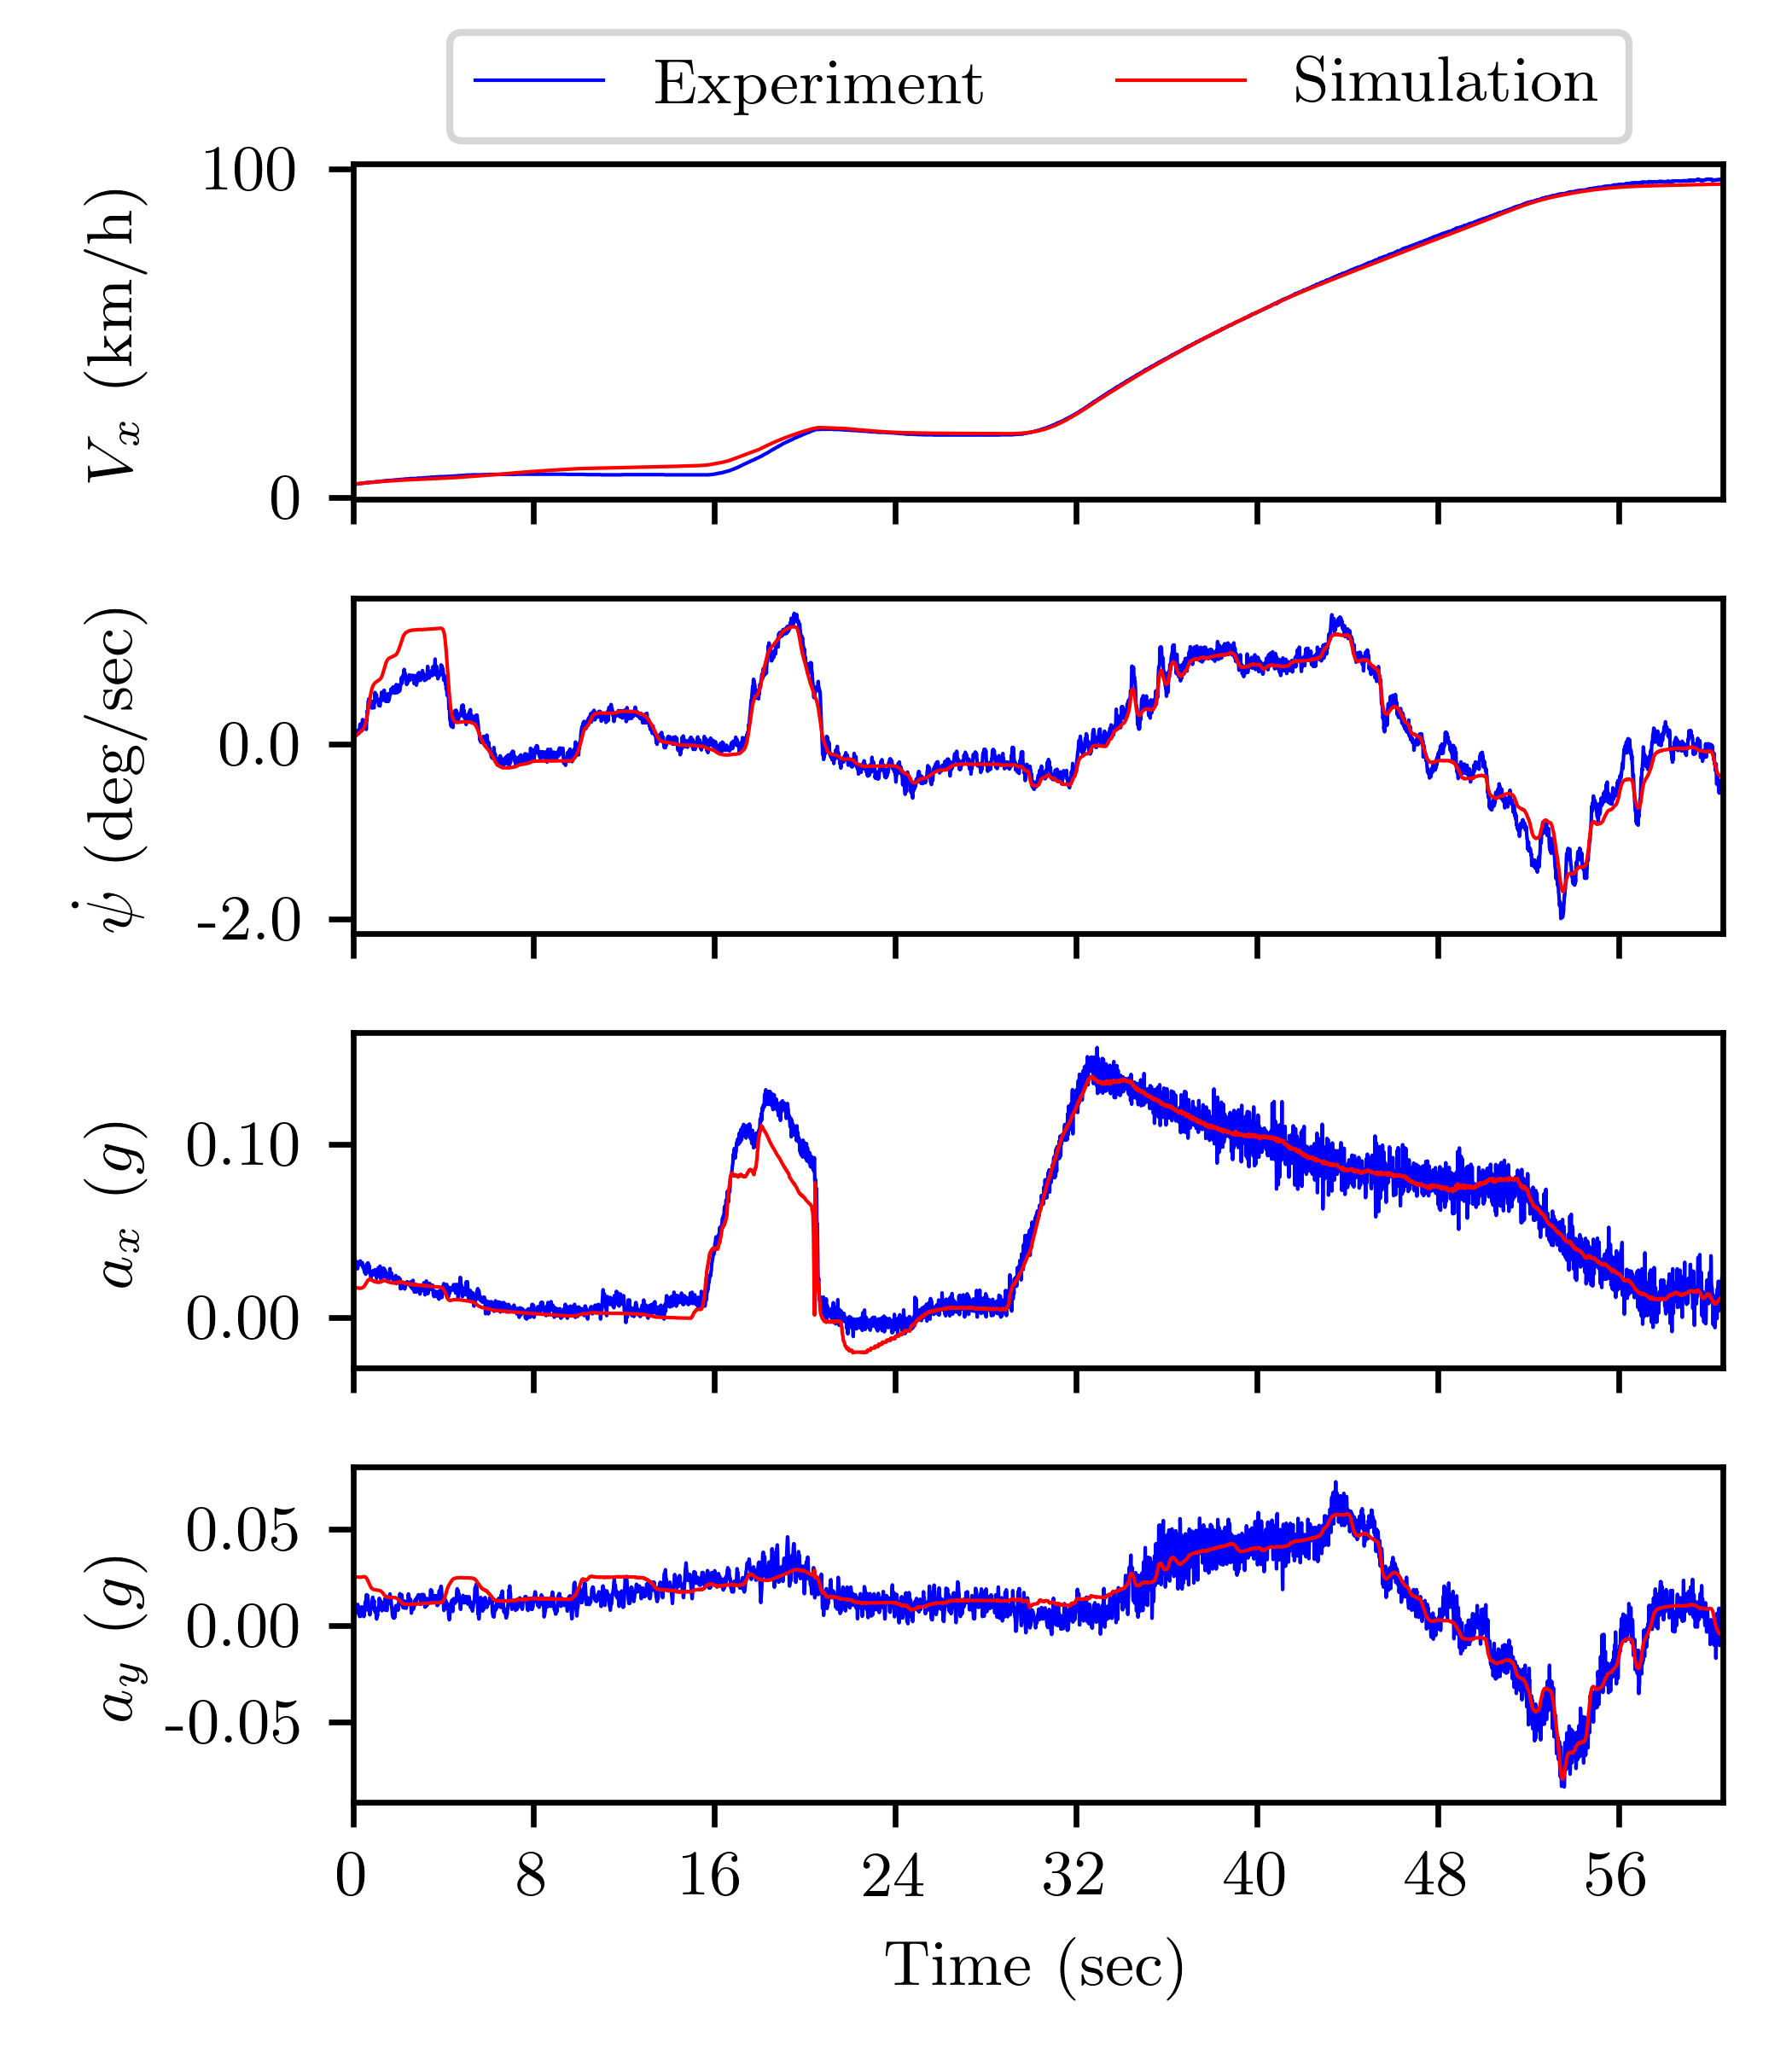 Experiment Simulation
100
V_x (km/h)
0
0.0
ψ̇ (deg/sec)
-2.0
0.10
a_x (g)
0.00
0.05
0.00
a_y (g)
-0.05
0 8 16 24 32 40 48 56
Time (sec)